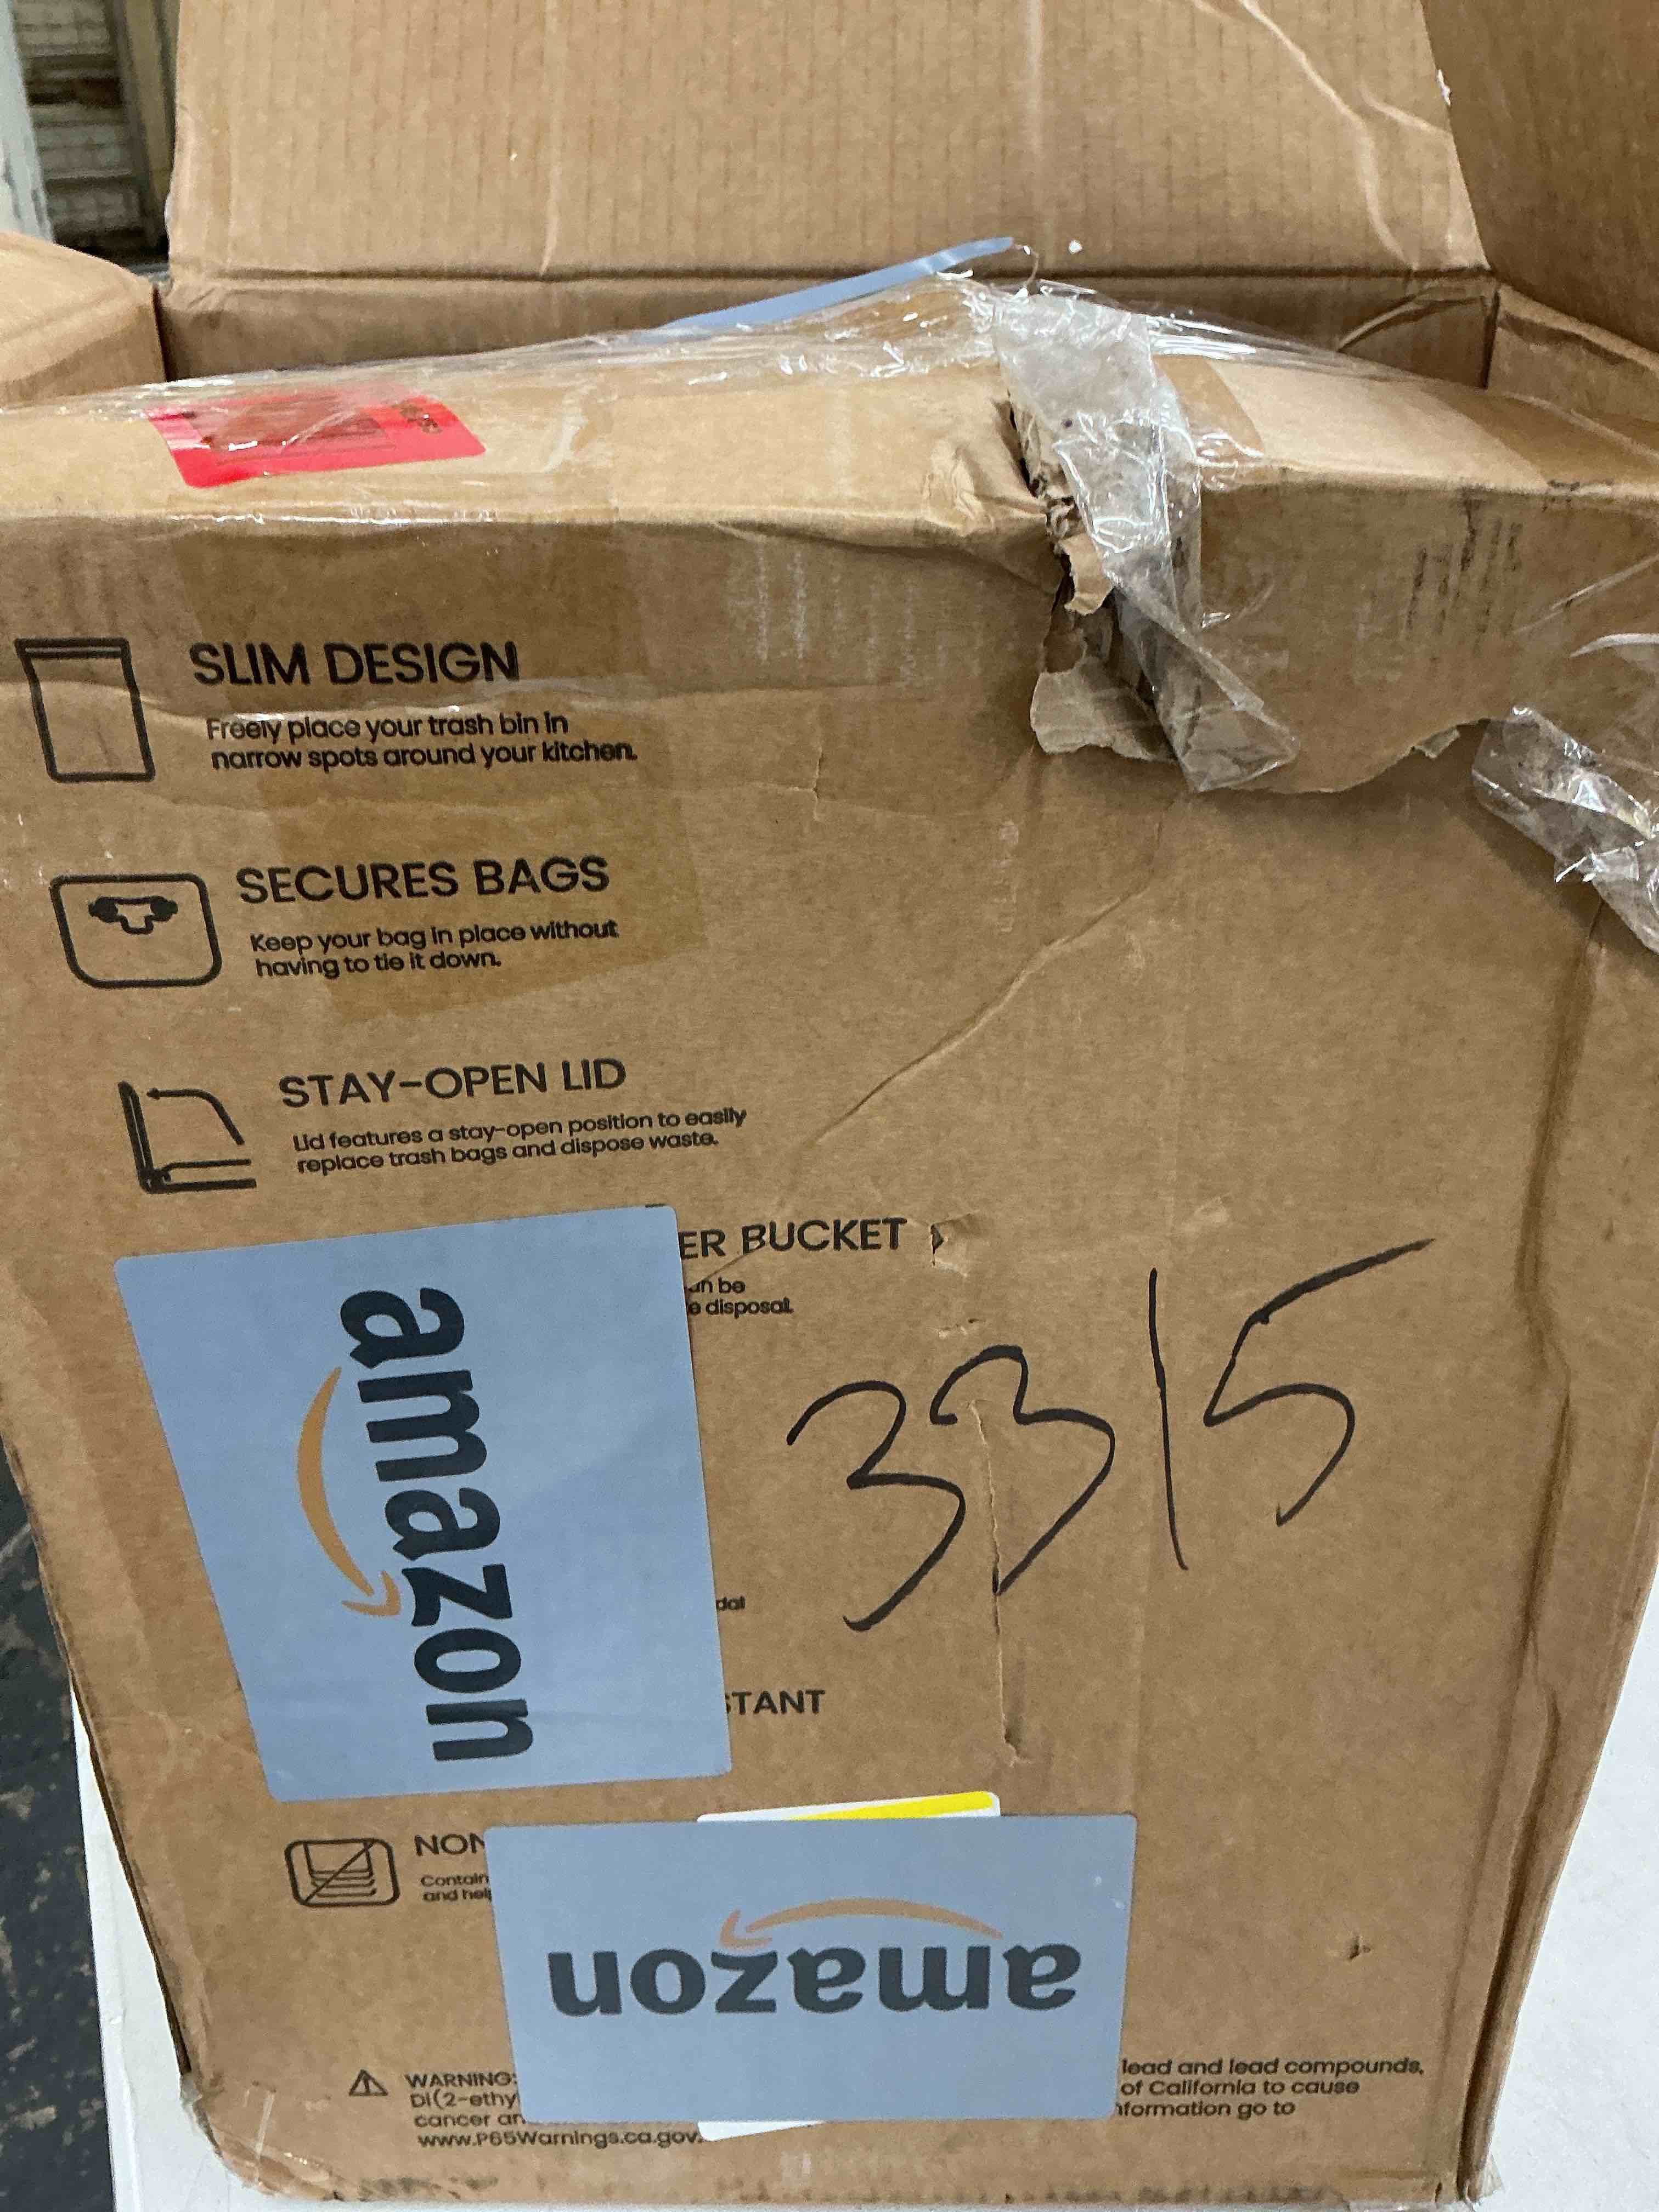 SLIM DESIGN
Freely place your trash bin in
narrow spots around your kitchen.
SECURES BAGS
Keep your bag in place without
having to tie it down.
STAY-OPEN LID
Lid features a stay-open position to easily
replace trash bags and dispose waste.
ER BUCKET
an be
e disposal.
3315
amazon
dal
STANT
NON
Contain
and help
amazon
WARNING: lead and lead compounds,
Di(2-ethy of California to cause
cancer an nformation go to
www.P65Warnings.ca.gov.